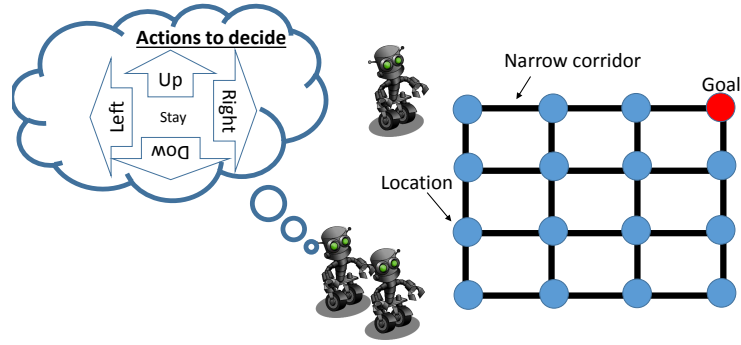 Actions to decide
Up
Left
Stay
Right
Dow
Narrow corridor
Goal
Location